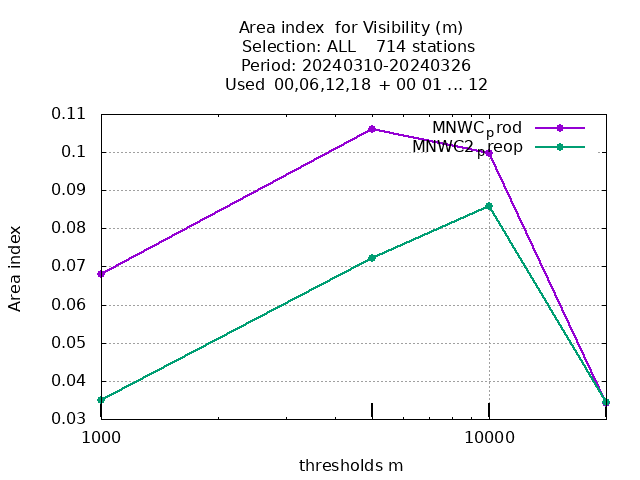 Area index  for Visibility (m)
Selection: ALL    714 stations
Period: 20240310-20240326
Used  00,06,12,18  + 00 01 ... 12
0.11
MNWCprod
0.1
MNWC2preop
0.09
0.08
0.07
0.06
0.05
0.04
0.03
Area index
1000
10000
thresholds m